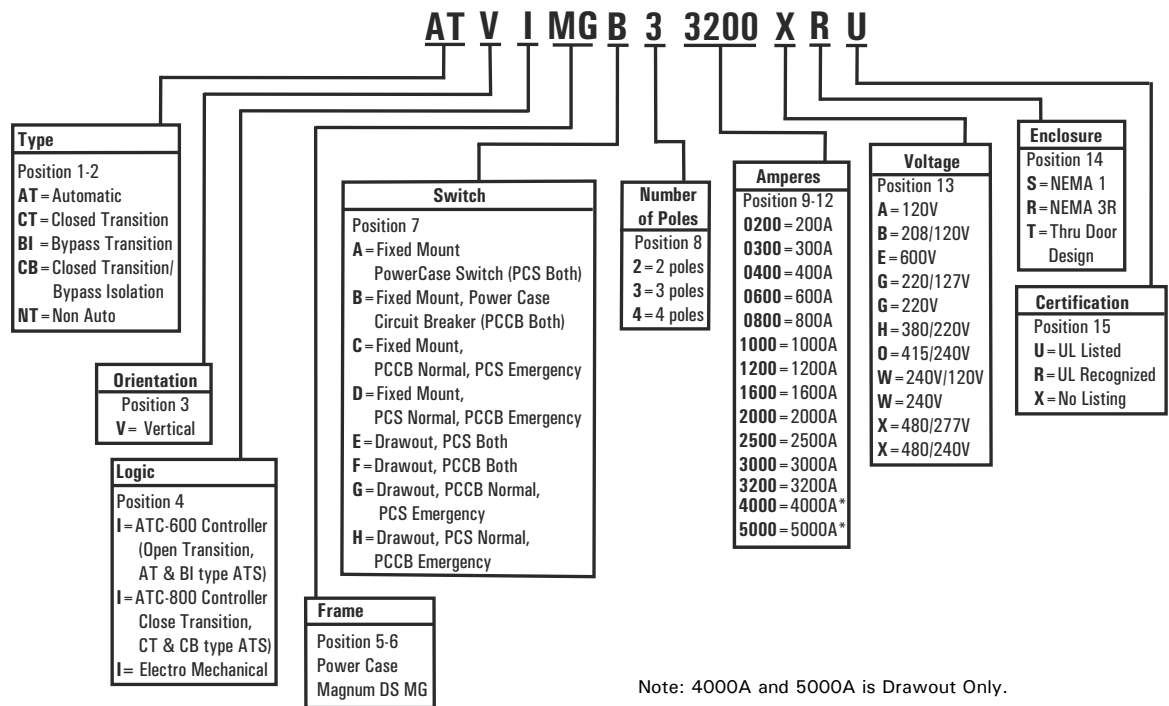 AT V I MG B 3 3200 X R U
Type
Position 1-2
AT=Automatic
CT=Closed Transition
BI=Bypass Transition
CB=Closed Transition/
Bypass Isolation
NT=Non Auto
Orientation
Position 3
V= Vertical
Logic
Position 4
I=ATC-600 Controller
(Open Transition,
AT & BI type ATS)
I=ATC-800 Controller
Close Transition,
CT & CB type ATS)
I= Electro Mechanical
Frame
Position 5-6
Power Case
Magnum DS MG
Switch
Position 7
A=Fixed Mount
PowerCase Switch (PCS Both)
B=Fixed Mount, Power Case
Circuit Breaker (PCCB Both)
C=Fixed Mount,
PCCB Normal, PCS Emergency
D=Fixed Mount,
PCS Normal, PCCB Emergency
E=Drawout, PCS Both
F=Drawout, PCCB Both
G=Drawout, PCCB Normal,
PCS Emergency
H=Drawout, PCS Normal,
PCCB Emergency
Number
of Poles
Position 8
2=2 poles
3=3 poles
4=4 poles
Amperes
Position 9-12
0200=200A
0300=300A
0400=400A
0600=600A
0800=800A
1000=1000A
1200=1200A
1600=1600A
2000=2000A
2500=2500A
3000=3000A
3200=3200A
4000=4000A*
5000=5000A*
Voltage
Position 13
A=120V
B=208/120V
E=600V
G=220/127V
G=220V
H=380/220V
O=415/240V
W=240V/120V
W=240V
X=480/277V
X=480/240V
Enclosure
Position 14
S=NEMA 1
R=NEMA 3R
T=Thru Door
Design
Certification
Position 15
U=UL Listed
R=UL Recognized
X=No Listing
Note: 4000A and 5000A is Drawout Only.